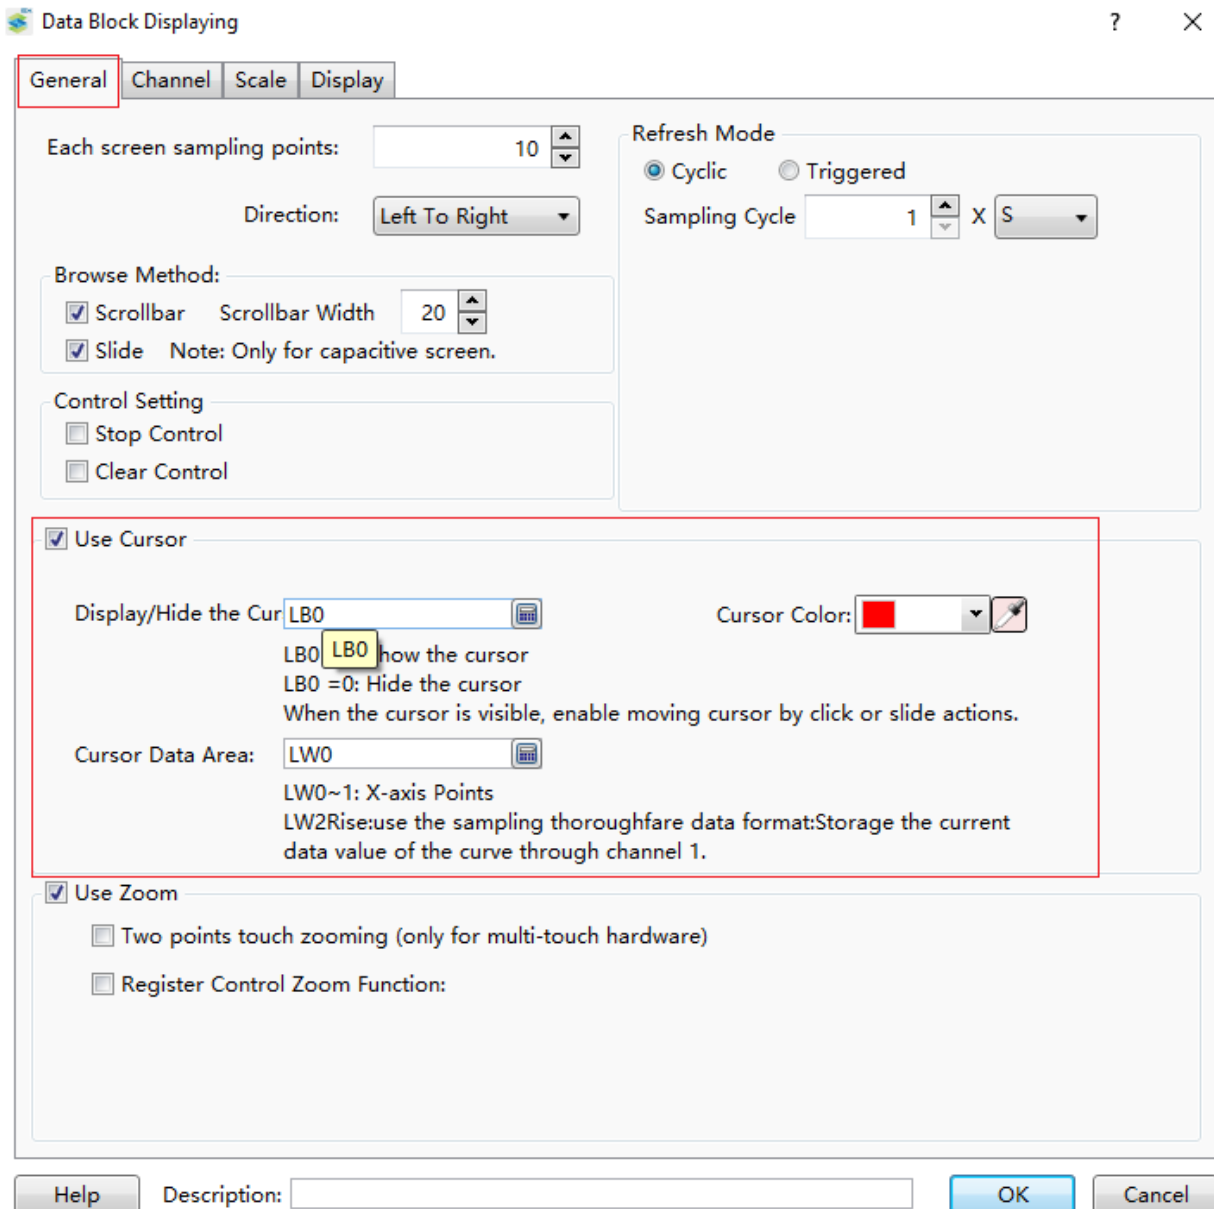 Data Block Displaying
?
General Channel Scale Display
Each screen sampling points: 10
Direction: Left To Right
Refresh Mode
Cyclic Triggered
Sampling Cycle 1 X S
Browse Method:
Scrollbar Scrollbar Width 20
Slide Note: Only for capacitive screen.
Control Setting
Stop Control
Clear Control
Use Cursor
Display/Hide the Cur LB0
Cursor Color:
LB0
LB0 how the cursor
LB0 =0: Hide the cursor
When the cursor is visible, enable moving cursor by click or slide actions.
Cursor Data Area: LW0
LW0~1: X-axis Points
LW2Rise:use the sampling thoroughfare data format:Storage the current
data value of the curve through channel 1.
Use Zoom
Two points touch zooming (only for multi-touch hardware)
Register Control Zoom Function:
Help Description: OK Cancel